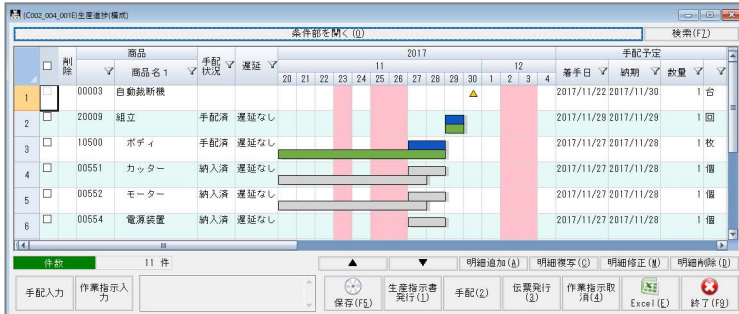 (C002_004_001E)生産進捗(構成)
条件部を開く(0) 検索(F7)
商品 2017 手配予定
削除 商品名1 手配状況 遅延 11 12 着手日 納期 数量
20 21 22 23 24 25 26 27 28 29 30 1 2 3 4
1 00003 自動裁断機 2017/11/22 2017/11/30 1 台
2 20009 組立 手配済 遅延なし 2017/11/29 2017/11/29 1 回
3 10500 ボディ 手配済 遅延なし 2017/11/27 2017/11/28 1 枚
4 00551 カッター 納入済 遅延なし 2017/11/27 2017/11/28 1 個
5 00552 モーター 納入済 遅延なし 2017/11/27 2017/11/28 1 個
6 00554 電源装置 納入済 遅延なし 2017/11/27 2017/11/28 1 個
件数 11 件 ▲ ▼ 明細追加(A) 明細複写(C) 明細修正(M) 明細削除(D)
手配入力 作業指示入力 保存(F5) 生産指示書発行(1) 手配(2) 伝票発行(3) 作業指示取消(4) Excel(E) 終了(F9)